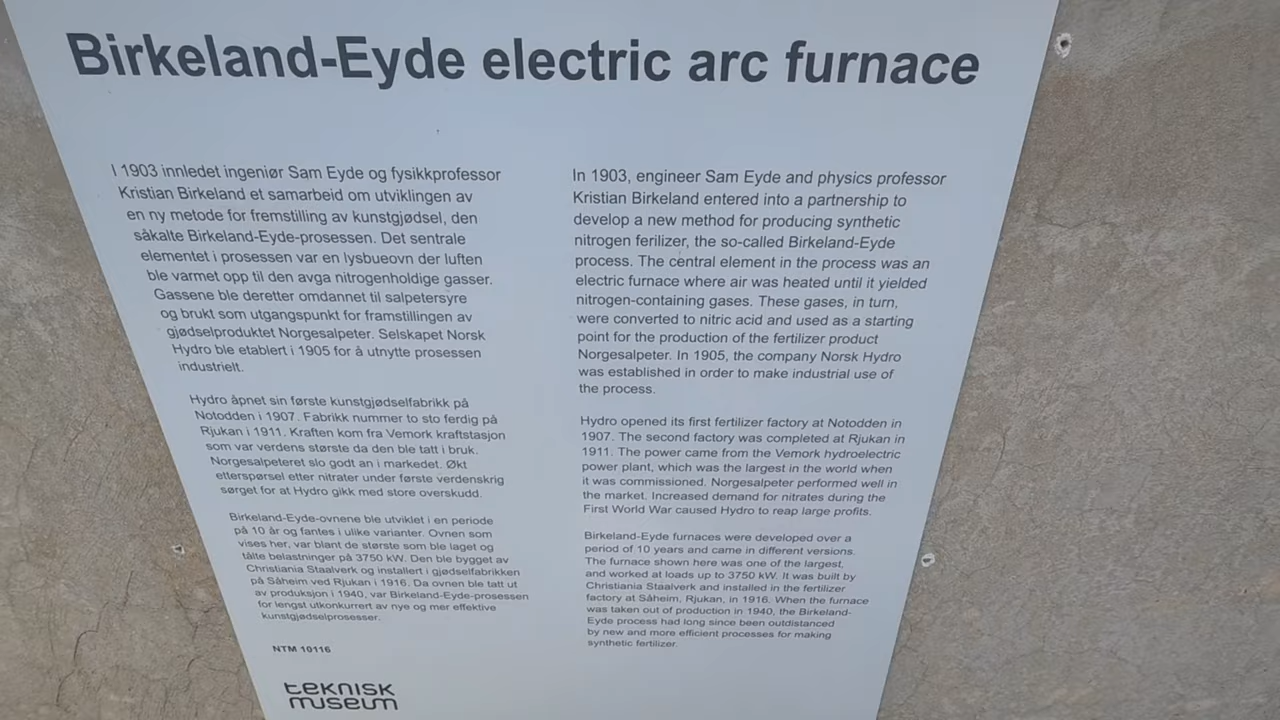 Birkeland-Eyde electric arc furnace
I 1903 innledet ingeniør Sam Eyde og fysikkprofessor
Kristian Birkeland et samarbeid om utviklingen av
en ny metode for fremstilling av kunstgjødsel, den
såkalte Birkeland-Eyde-prosessen. Det sentrale
elementet i prosessen var en lysbueovn der luften
ble varmet opp til den avga nitrogenholdige gasser.
Gassene ble deretter omdannet til salpetersyre
og brukt som utgangspunkt for framstillingen av
gjødselproduktet Norgesalpeter. Selskapet Norsk
Hydro ble etablert i 1905 for å utnytte prosessen
industrielt.
Hydro åpnet sin første kunstgjødselfabrikk på
Notodden i 1907. Fabrikk nummer to sto ferdig på
Rjukan i 1911. Kraften kom fra Vemork kraftstasjon
som var verdens største da den ble tatt i bruk.
Norgesalpeteret slo godt an i markedet. Økt
etterspørsel etter nitrater under første verdenskrig
sørget for at Hydro gikk med store overskudd.
Birkeland-Eyde-ovnene ble utviklet i en periode
på 10 år og fantes i ulike varianter. Ovnen som
vises her, var blant de største som ble laget og
tålte belastninger på 3750 kW. Den ble bygget av
Christiania Staalverk og installert i gjødselfabrikken
på Såheim ved Rjukan i 1916. Da ovnen ble tatt ut
av produksjon i 1940, var Birkeland-Eyde-prosessen
for lengst utkonkurrert av nye og mer effektive
kunstgjødselprosesser.
NTM 10116
teknisk
museum
In 1903, engineer Sam Eyde and physics professor
Kristian Birkeland entered into a partnership to
develop a new method for producing synthetic
nitrogen ferilizer, the so-called Birkeland-Eyde
process. The central element in the process was an
electric furnace where air was heated until it yielded
nitrogen-containing gases. These gases, in turn,
were converted to nitric acid and used as a starting
point for the production of the fertilizer product
Norgesalpeter. In 1905, the company Norsk Hydro
was established in order to make industrial use of
the process.
Hydro opened its first fertilizer factory at Notodden in
1907. The second factory was completed at Rjukan in
1911. The power came from the Vemork hydroelectric
power plant, which was the largest in the world when
it was commissioned. Norgesalpeter performed well in
the market. Increased demand for nitrates during the
First World War caused Hydro to reap large profits.
Birkeland-Eyde furnaces were developed over a
period of 10 years and came in different versions.
The furnace shown here was one of the largest,
and worked at loads up to 3750 kW. It was built by
Christiania Staalverk and installed in the fertilizer
factory at Såheim, Rjukan, in 1916. When the furnace
was taken out of production in 1940, the Birkeland-
Eyde process had long since been outdistanced
by new and more efficient processes for making
synthetic fertilizer.